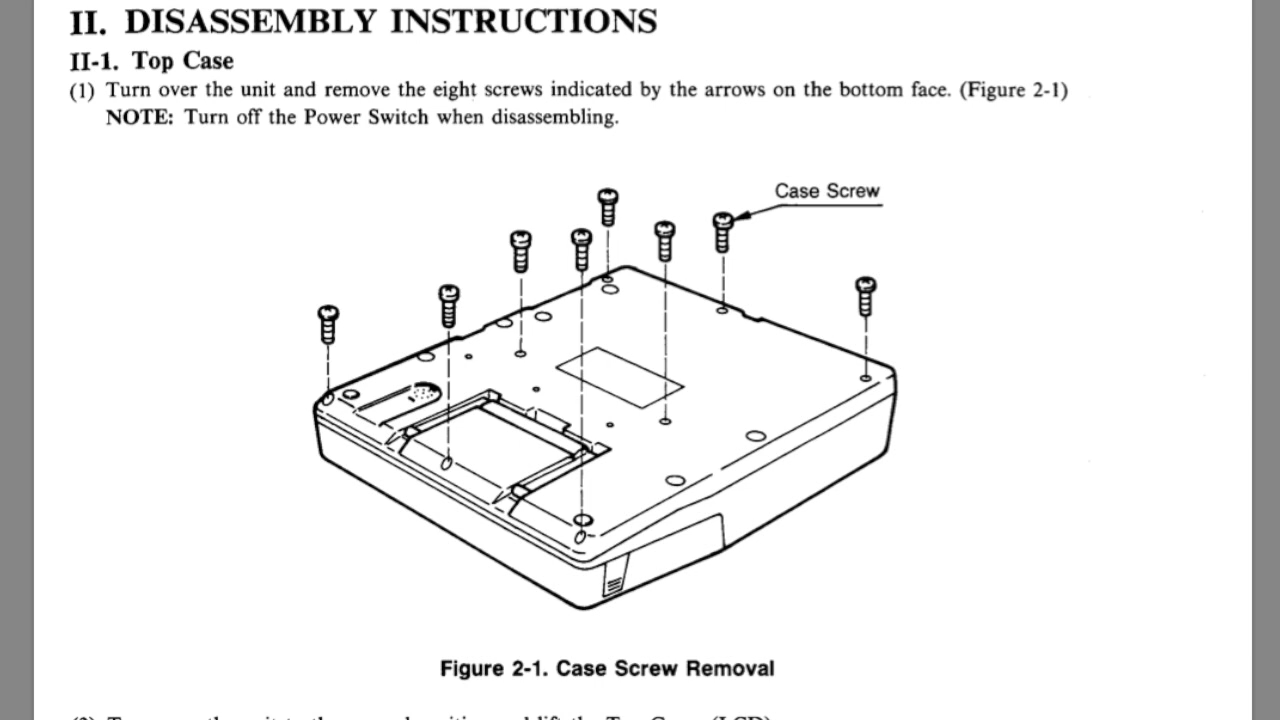 II. DISASSEMBLY INSTRUCTIONS
II-1. Top Case
(1) Turn over the unit and remove the eight screws indicated by the arrows on the bottom face. (Figure 2-1)
NOTE: Turn off the Power Switch when disassembling.
Case Screw
Figure 2-1. Case Screw Removal